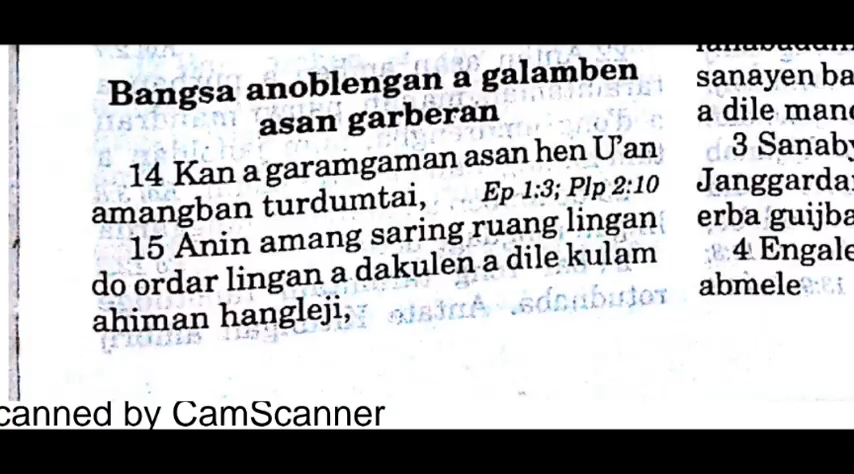 Bangsa anoblengan a galamben
asan garberan
14 Kan a garamgaman asan hen U’an
amangban turdumtai, Ep 1:3; Plp 2:10
15 Anin amang saring ruang lingan
do ordar lingan a dakulen a dile kulam
ahiman hangleji,
sanayen ba
a dile man
3 Sanab
Janggarda
erba guijba
4 Engale
abmele
canned by CamScanner